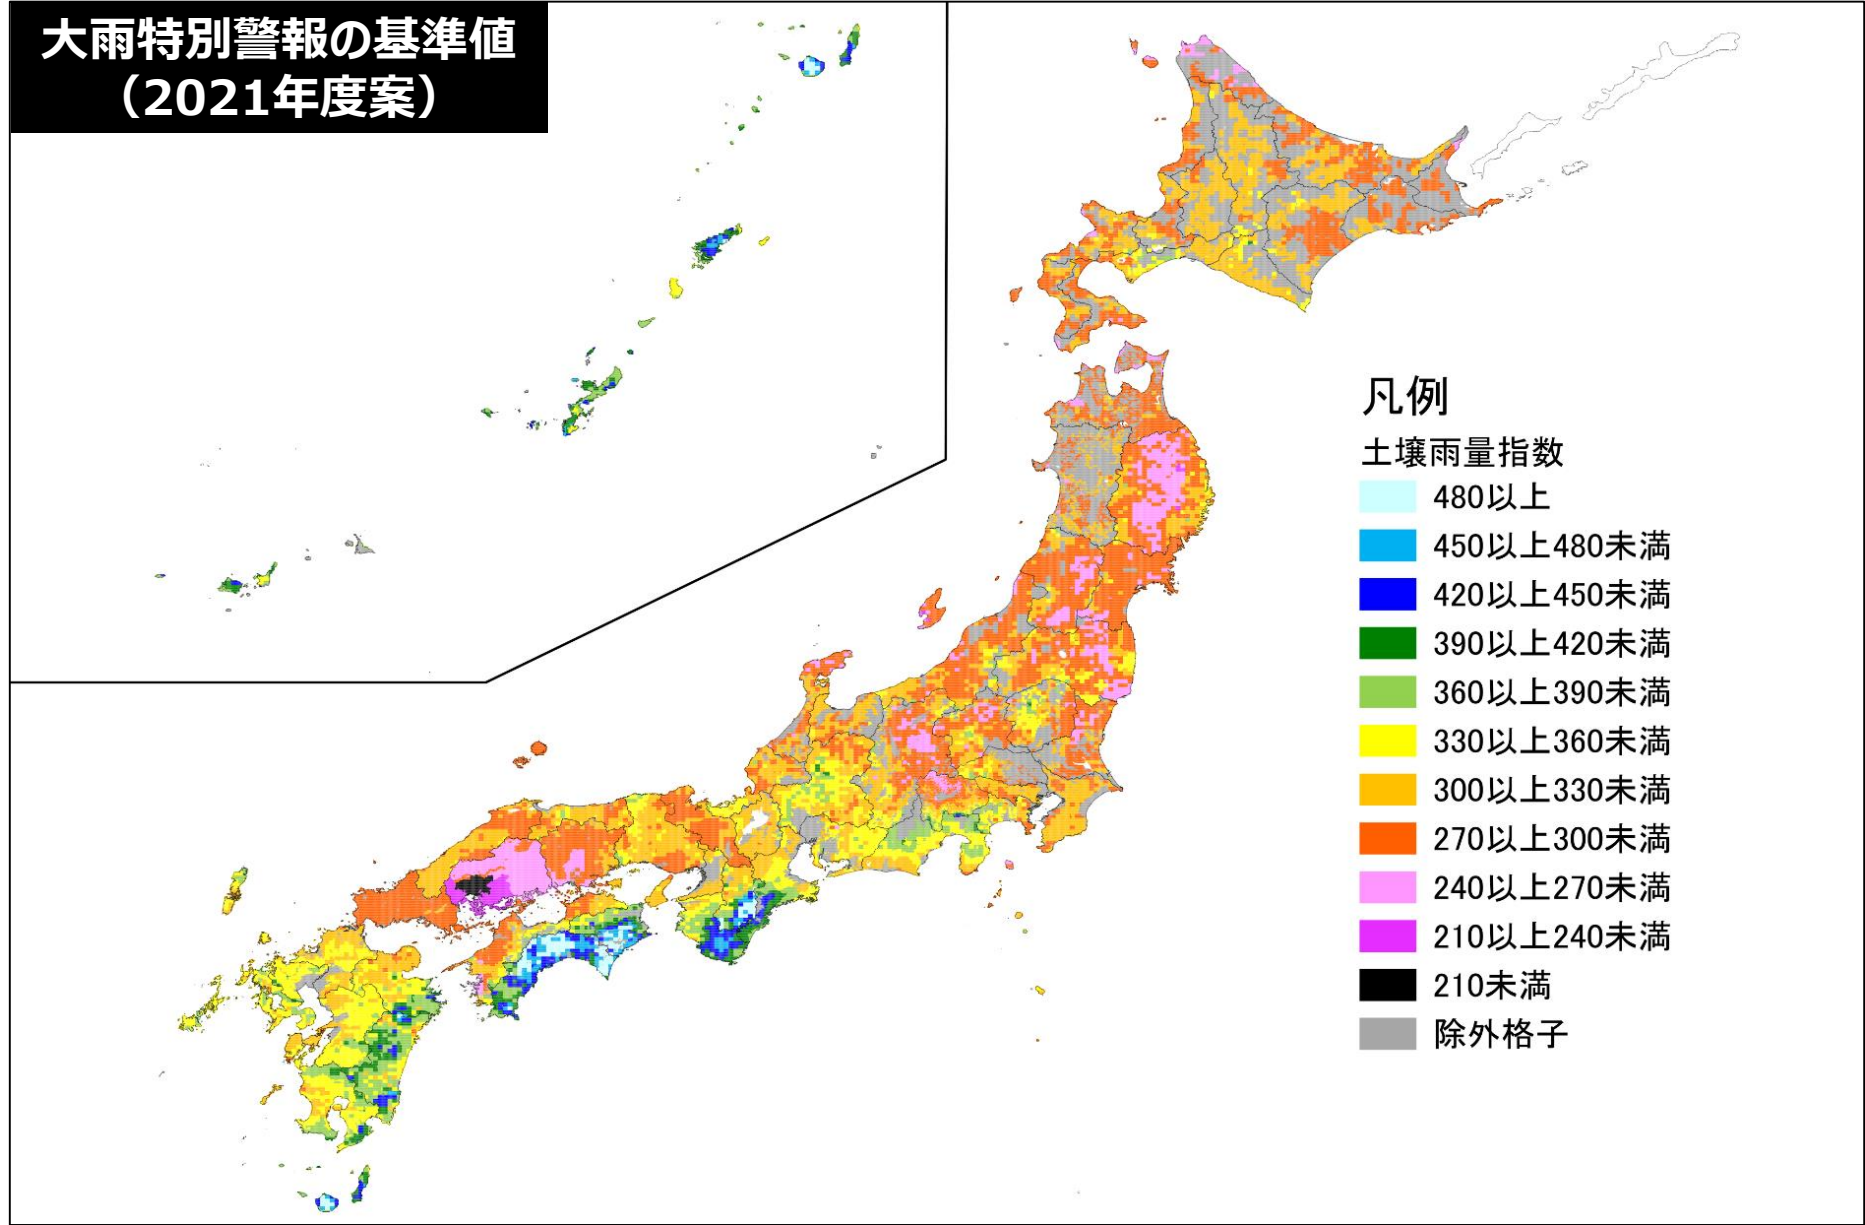 大雨特別警報の基準値
（2021年度案）
凡例
土壌雨量指数
480以上
450以上480未満
420以上450未満
390以上420未満
360以上390未満
330以上360未満
300以上330未満
270以上300未満
240以上270未満
210以上240未満
210未満
除外格子